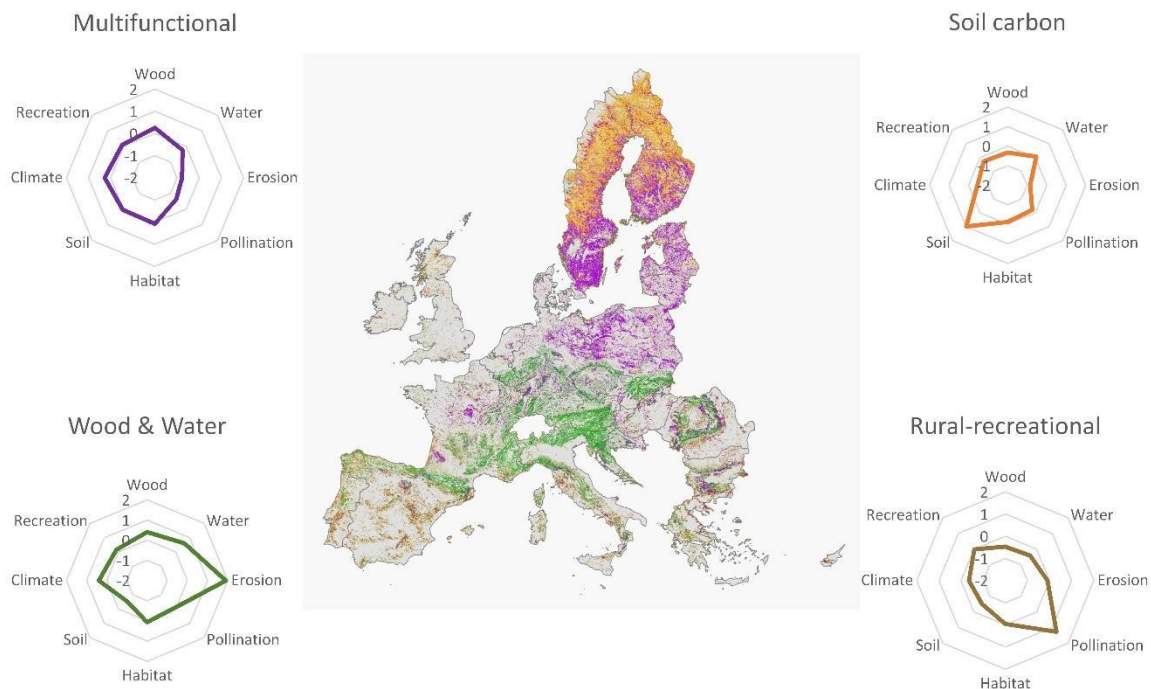 Multifunctional
Wood
2
1
0
-1
-2
Water
Erosion
Pollination
Habitat
Soil
Climate
Recreation
Soil carbon
Wood
2
1
0
-1
-2
Water
Erosion
Pollination
Habitat
Soil
Climate
Recreation
Wood & Water
Wood
2
1
0
-1
-2
Water
Erosion
Pollination
Habitat
Soil
Climate
Recreation
Rural-recreational
Wood
2
1
0
-1
-2
Water
Erosion
Pollination
Habitat
Soil
Climate
Recreation